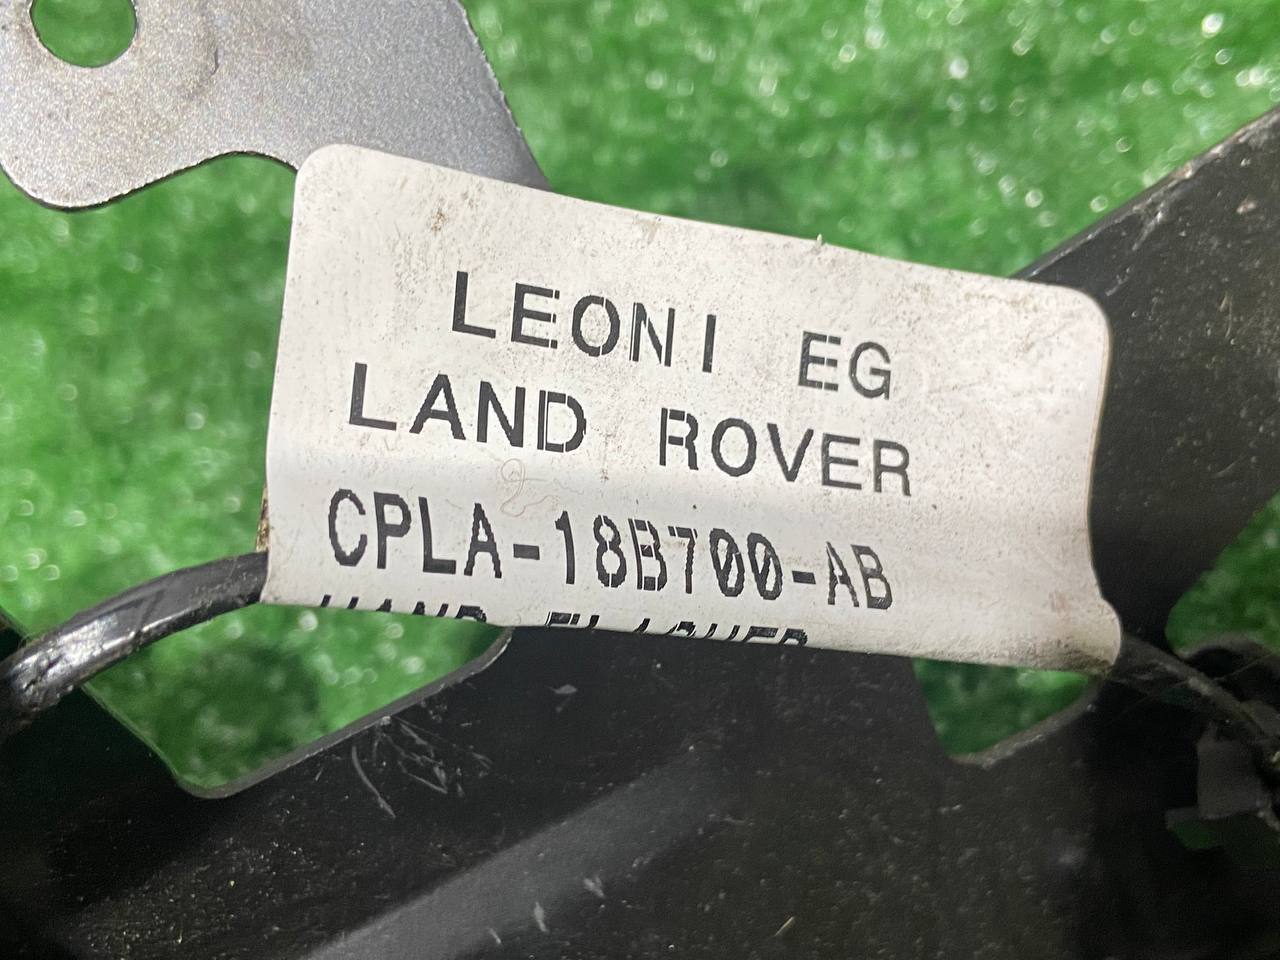 LEONI EG
LAND ROVER
CPLA-18B700-AB